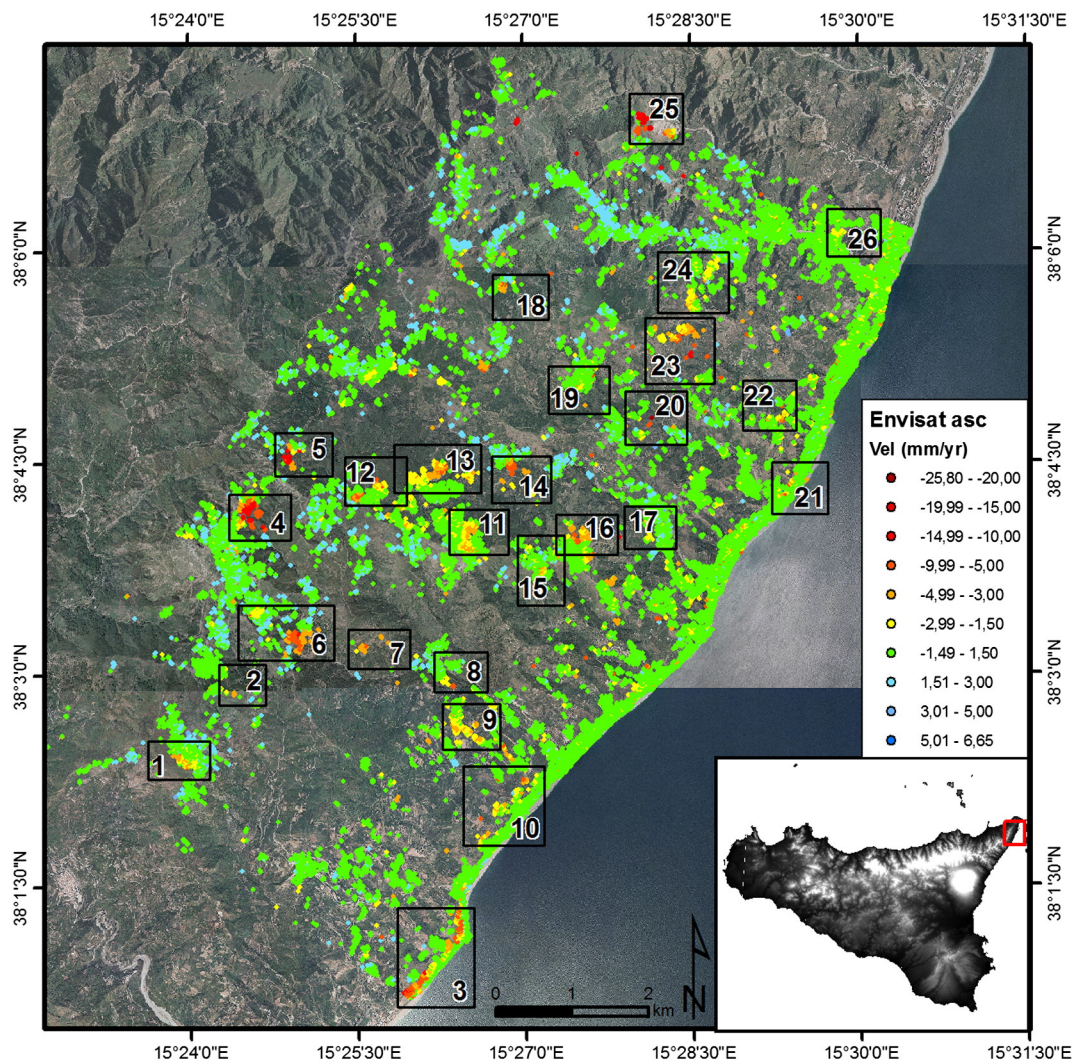 15°24'0"E 15°25'30"E 15°27'0"E 15°28'30"E 15°30'0"E 15°31'30"E
25
38°6'0"N 26 38°6'0"N
24
18
23
19 20 22
5 Envisat asc
Vel (mm/yr)
38°4'30"N 12 13 14 21 38°4'30"N
-25,80 - -20,00
-19,99 - -15,00
-14,99 - -10,00
-9,99 - -5,00
-4,99 - -3,00
-2,99 - -1,50
-1,49 - 1,50
1,51 - 3,00
3,01 - 5,00
5,01 - 6,65
4 11 16 17
15
6 7 8
38°3'0"N 2 38°3'0"N
9
1
10
38°1'30"N 38°1'30"N
3
N
0 1 2
km
15°24'0"E 15°25'30"E 15°27'0"E 15°28'30"E 15°30'0"E 15°31'30"E